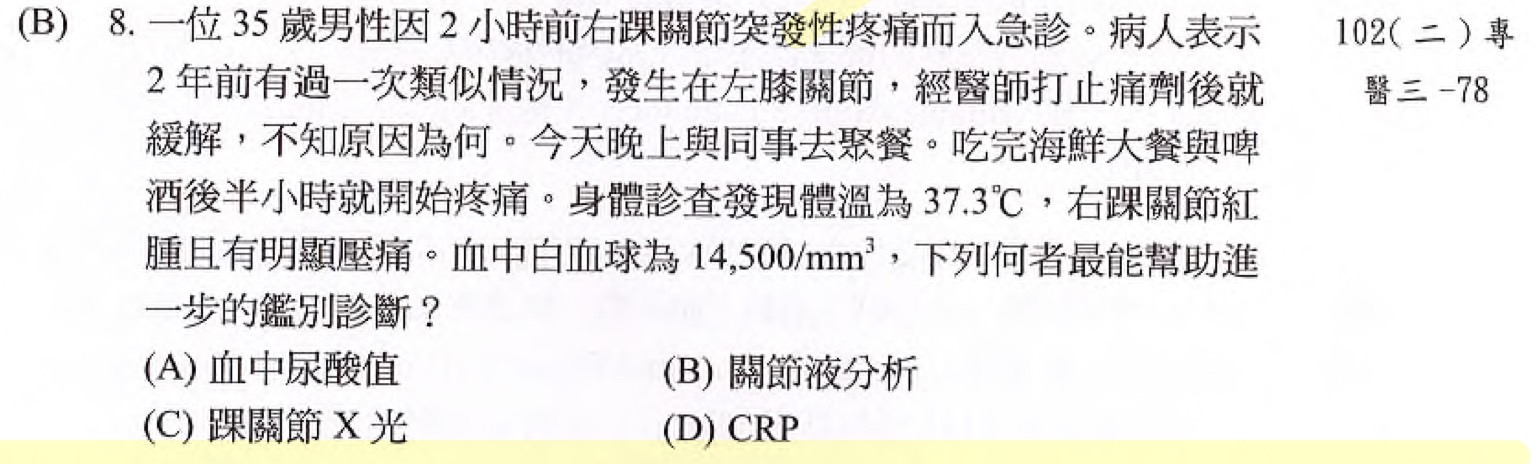 (B) 8. 一位 35 歲男性因 2 小時前右踝關節突發性疼痛而入急診。病人表示 102(二)專
2 年前有過一次類似情況,發生在左膝關節,經醫師打止痛劑後就 醫三-78
緩解,不知原因為何。今天晚上與同事去聚餐。吃完海鮮大餐與啤
酒後半小時就開始疼痛。身體診查發現體溫為 37.3℃,右踝關節紅
腫且有明顯壓痛。血中白血球為 14,500/mm³,下列何者最能幫助進
一步的鑑別診斷?
(A) 血中尿酸值 (B) 關節液分析
(C) 踝關節 X 光 (D) CRP